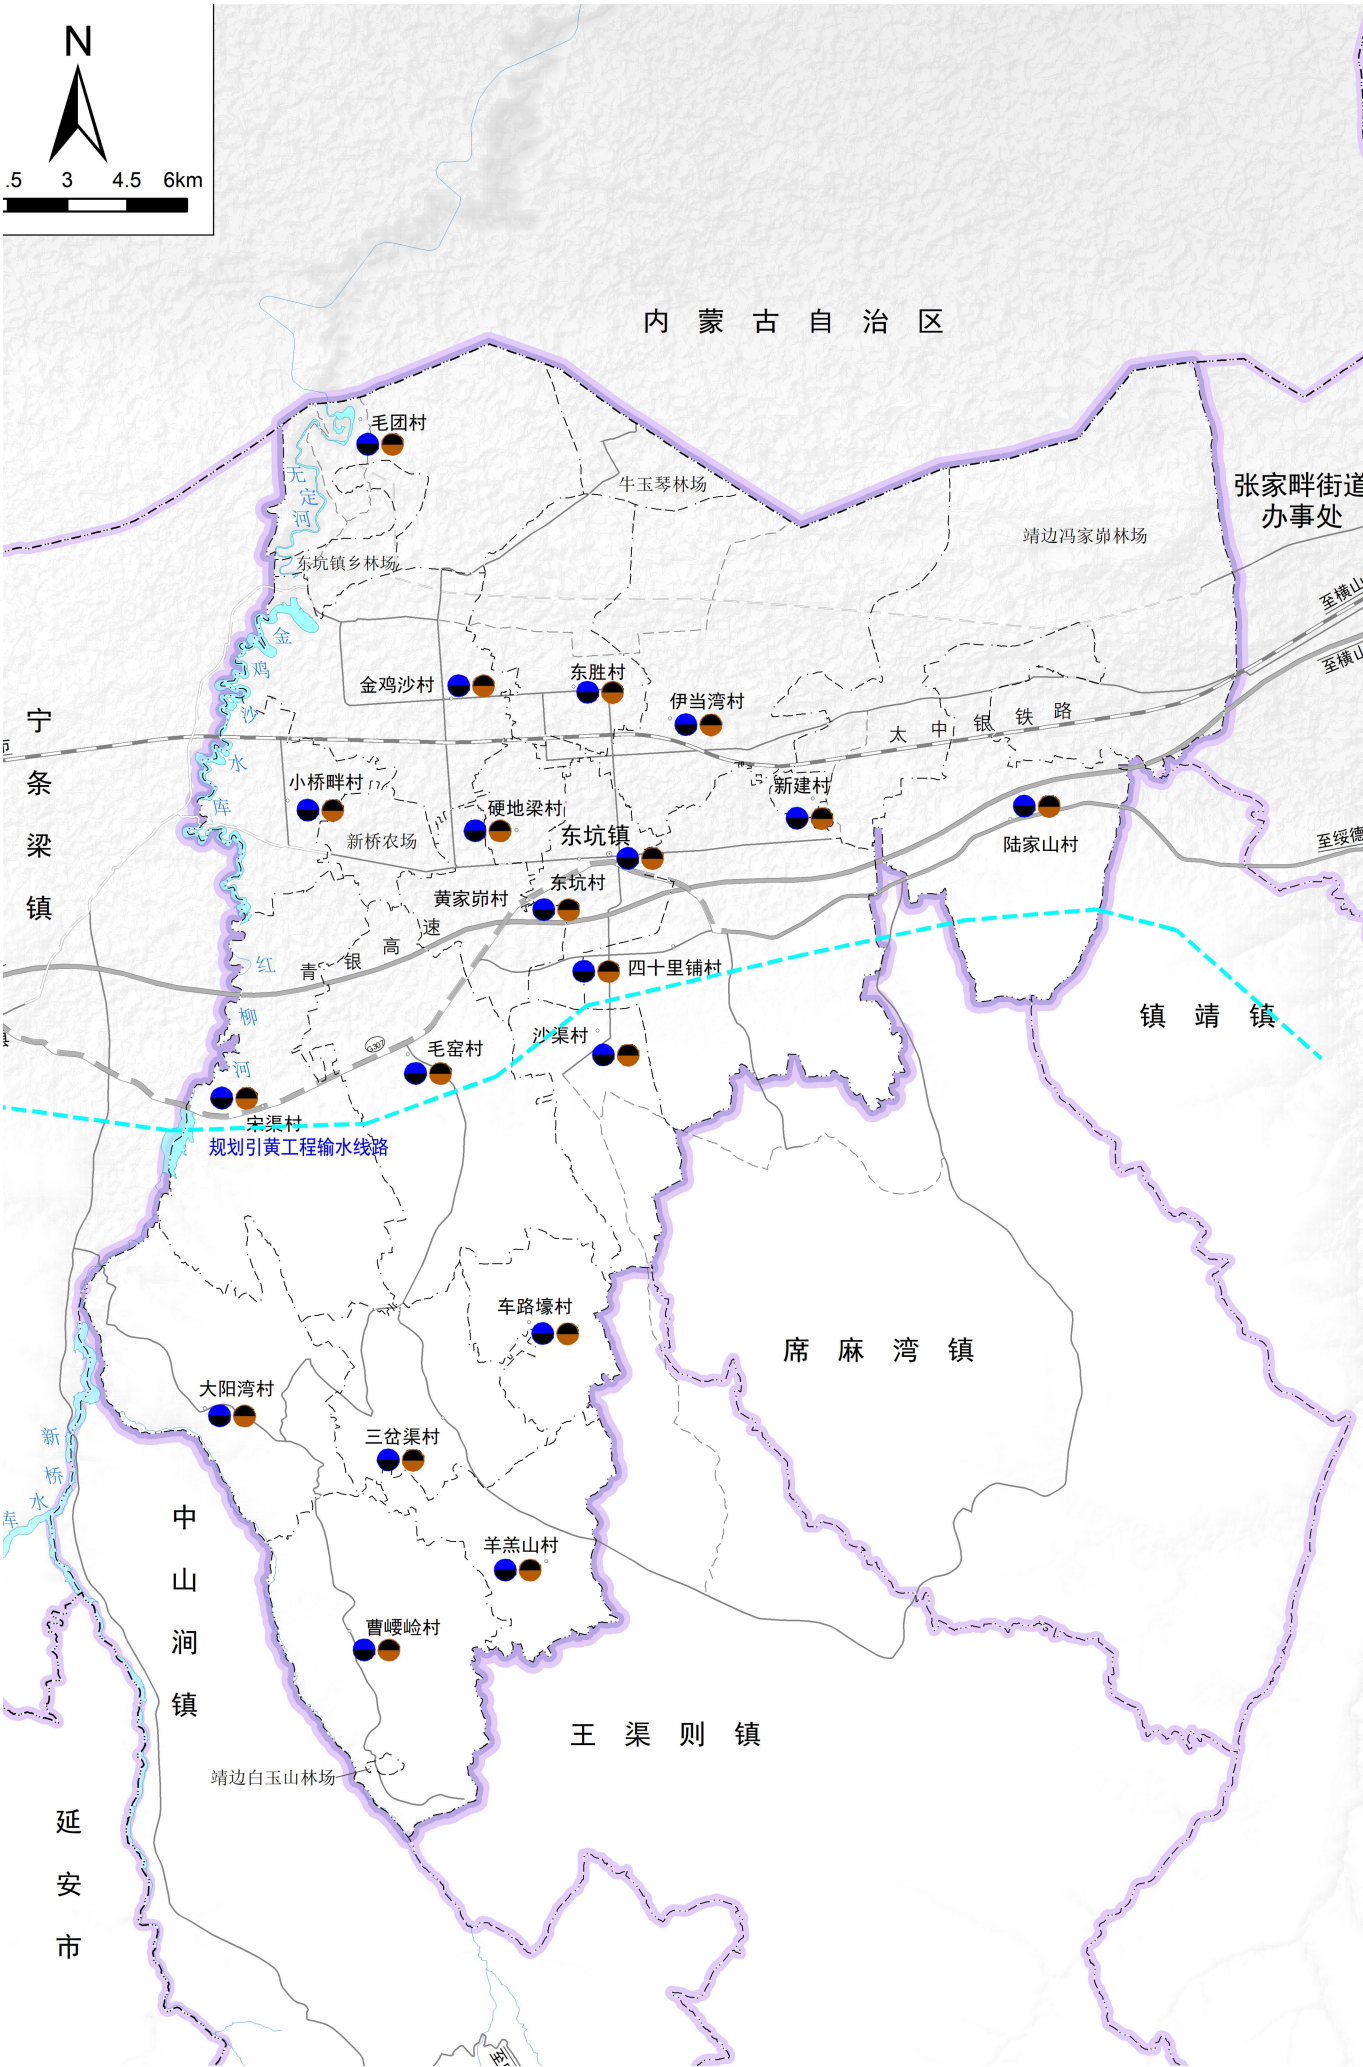 N
.5 3 4.5 6km
内蒙古自治区
毛团村
无定河
牛玉琴林场
张家畔街道
办事处
靖边冯家峁林场
东坑镇乡林场
至横山
金鸡沙水库
至横山
东胜村
金鸡沙村
伊当湾村
宁条梁镇
太中银铁路
小桥畔村
新建村
硬地梁村
新桥农场
东坑镇
陆家山村
至绥德
东坑村
黄家峁村
青银高速
红柳河
四十里铺村
镇靖镇
沙渠村
毛窑村
G307
宋渠村
规划引黄工程输水线路
车路壕村
席麻湾镇
大阳湾村
三岔渠村
新桥水库
中山涧镇
羊羔山村
曹崾崄村
王渠则镇
靖边白玉山林场
延安市